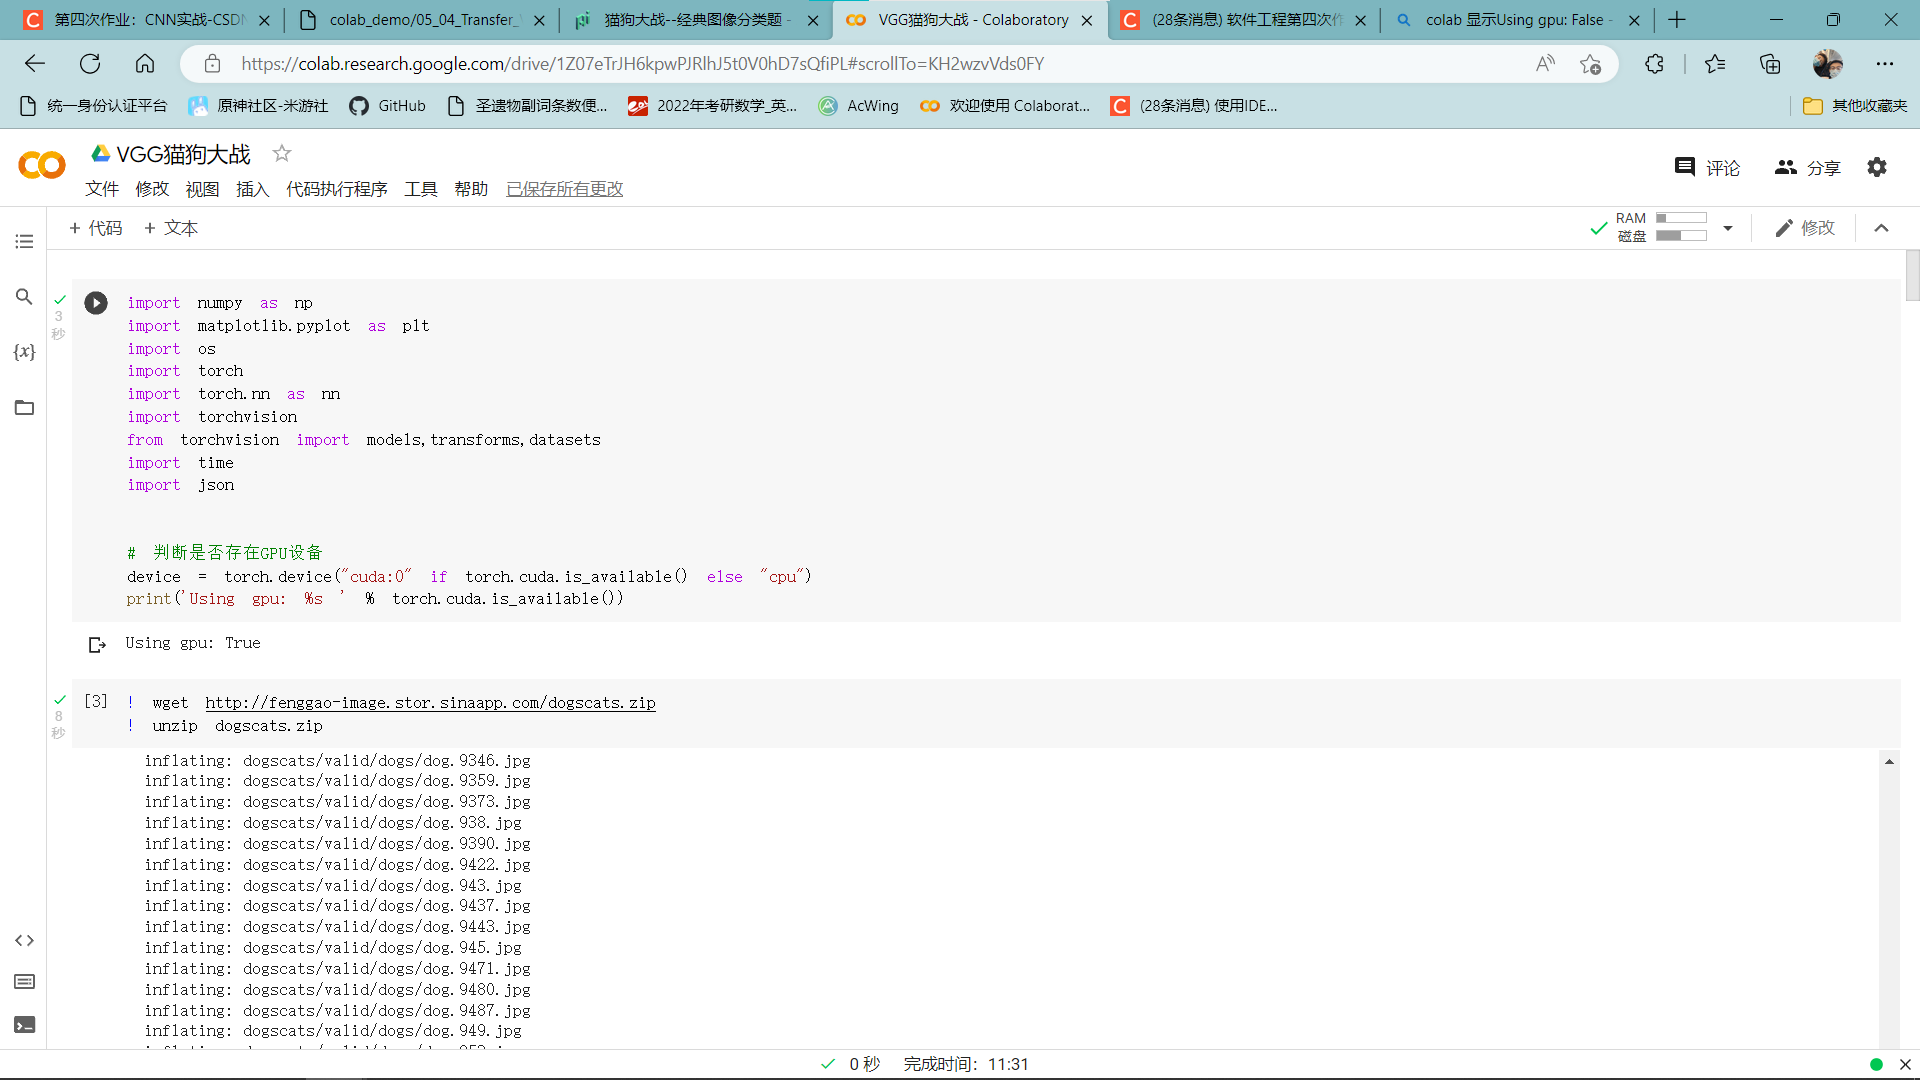 第四次作业：CNN实战-CSDN
colab_demo/05_04_Transfer_
猫狗大战--经典图像分类题 -
VGG猫狗大战 - Colaboratory
(28条消息) 软件工程第四次作
colab 显示Using gpu: False -
https://colab.research.google.com/drive/1Z07eTrJH6kpwPJRlhJ5t0V0hD7sQfiPL#scrollTo=KH2wzvVds0FY
统一身份认证平台
原神社区-米游社
GitHub
圣遗物副词条数便...
2022年考研数学_英...
AcWing
欢迎使用 Colaborat...
(28条消息) 使用IDE...
其他收藏夹
VGG猫狗大战
评论
分享
文件 修改 视图 插入 代码执行程序 工具 帮助 已保存所有更改
+ 代码 + 文本
RAM
磁盘
修改
{x}
3
秒
import numpy as np
import matplotlib.pyplot as plt
import os
import torch
import torch.nn as nn
import torchvision
from torchvision import models,transforms,datasets
import time
import json
# 判断是否存在GPU设备
device = torch.device("cuda:0" if torch.cuda.is_available() else "cpu")
print('Using gpu: %s ' % torch.cuda.is_available())
Using gpu: True
8
秒
[3] ! wget http://fenggao-image.stor.sinaapp.com/dogscats.zip
! unzip dogscats.zip
inflating: dogscats/valid/dogs/dog.9346.jpg
inflating: dogscats/valid/dogs/dog.9359.jpg
inflating: dogscats/valid/dogs/dog.9373.jpg
inflating: dogscats/valid/dogs/dog.938.jpg
inflating: dogscats/valid/dogs/dog.9390.jpg
inflating: dogscats/valid/dogs/dog.9422.jpg
inflating: dogscats/valid/dogs/dog.943.jpg
inflating: dogscats/valid/dogs/dog.9437.jpg
inflating: dogscats/valid/dogs/dog.9443.jpg
inflating: dogscats/valid/dogs/dog.945.jpg
inflating: dogscats/valid/dogs/dog.9471.jpg
inflating: dogscats/valid/dogs/dog.9480.jpg
inflating: dogscats/valid/dogs/dog.9487.jpg
inflating: dogscats/valid/dogs/dog.949.jpg
0 秒 完成时间：11:31